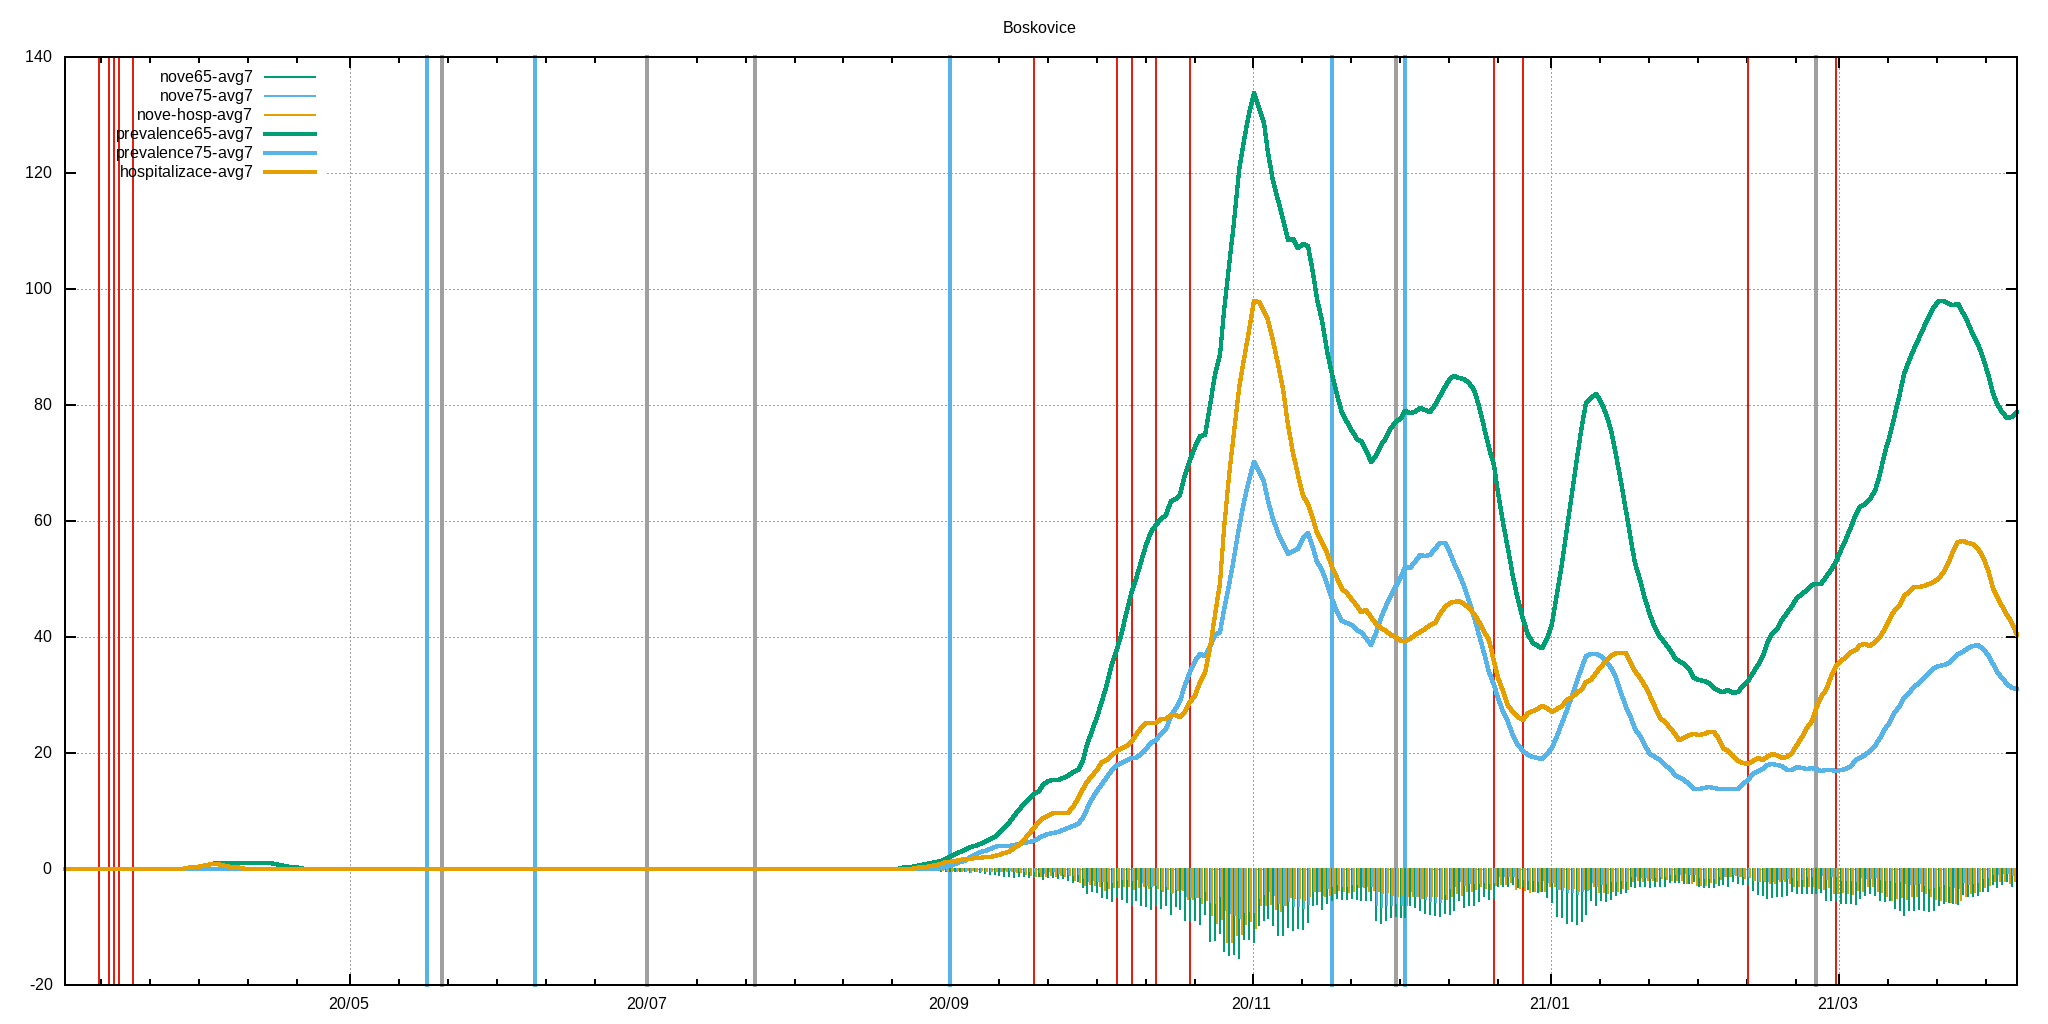 Boskovice
140
120
100
80
60
40
20
0
-20
nove65-avg7
nove75-avg7
nove-hosp-avg7
prevalence65-avg7
prevalence75-avg7
hospitalizace-avg7
20/05
20/07
20/09
20/11
21/01
21/03